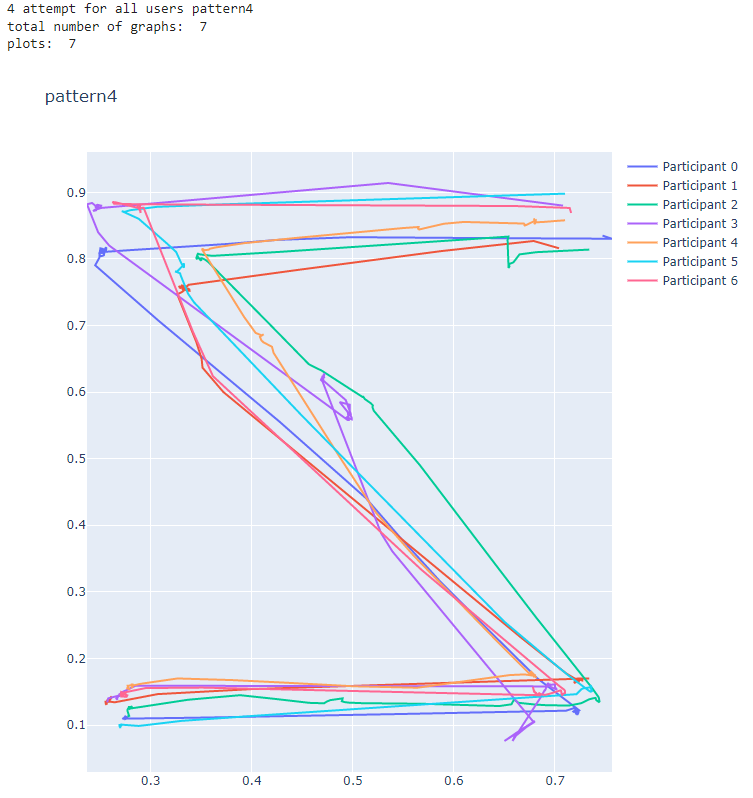 4 attempt for all users pattern4
total number of graphs:  7
plots:  7
pattern4
Participant 0
Participant 1
Participant 2
Participant 3
Participant 4
Participant 5
Participant 6
0.9
0.8
0.7
0.6
0.5
0.4
0.3
0.2
0.1
0.3 0.4 0.5 0.6 0.7